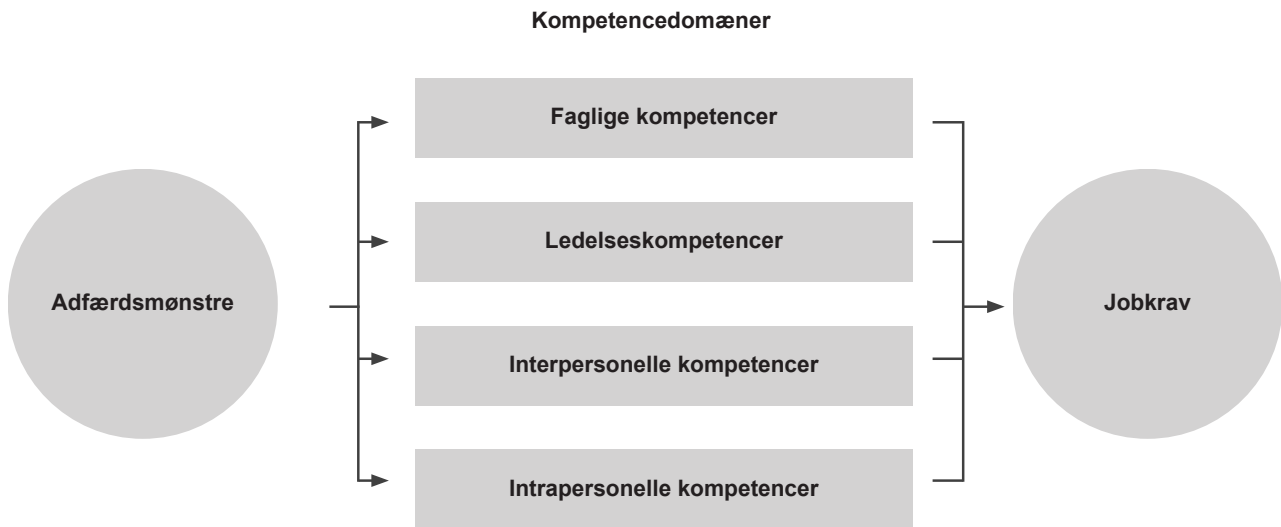 Kompetencedomæner
Faglige kompetencer
Ledelseskompetencer
Adfærdsmønstre
Jobkrav
Interpersonelle kompetencer
Intrapersonelle kompetencer